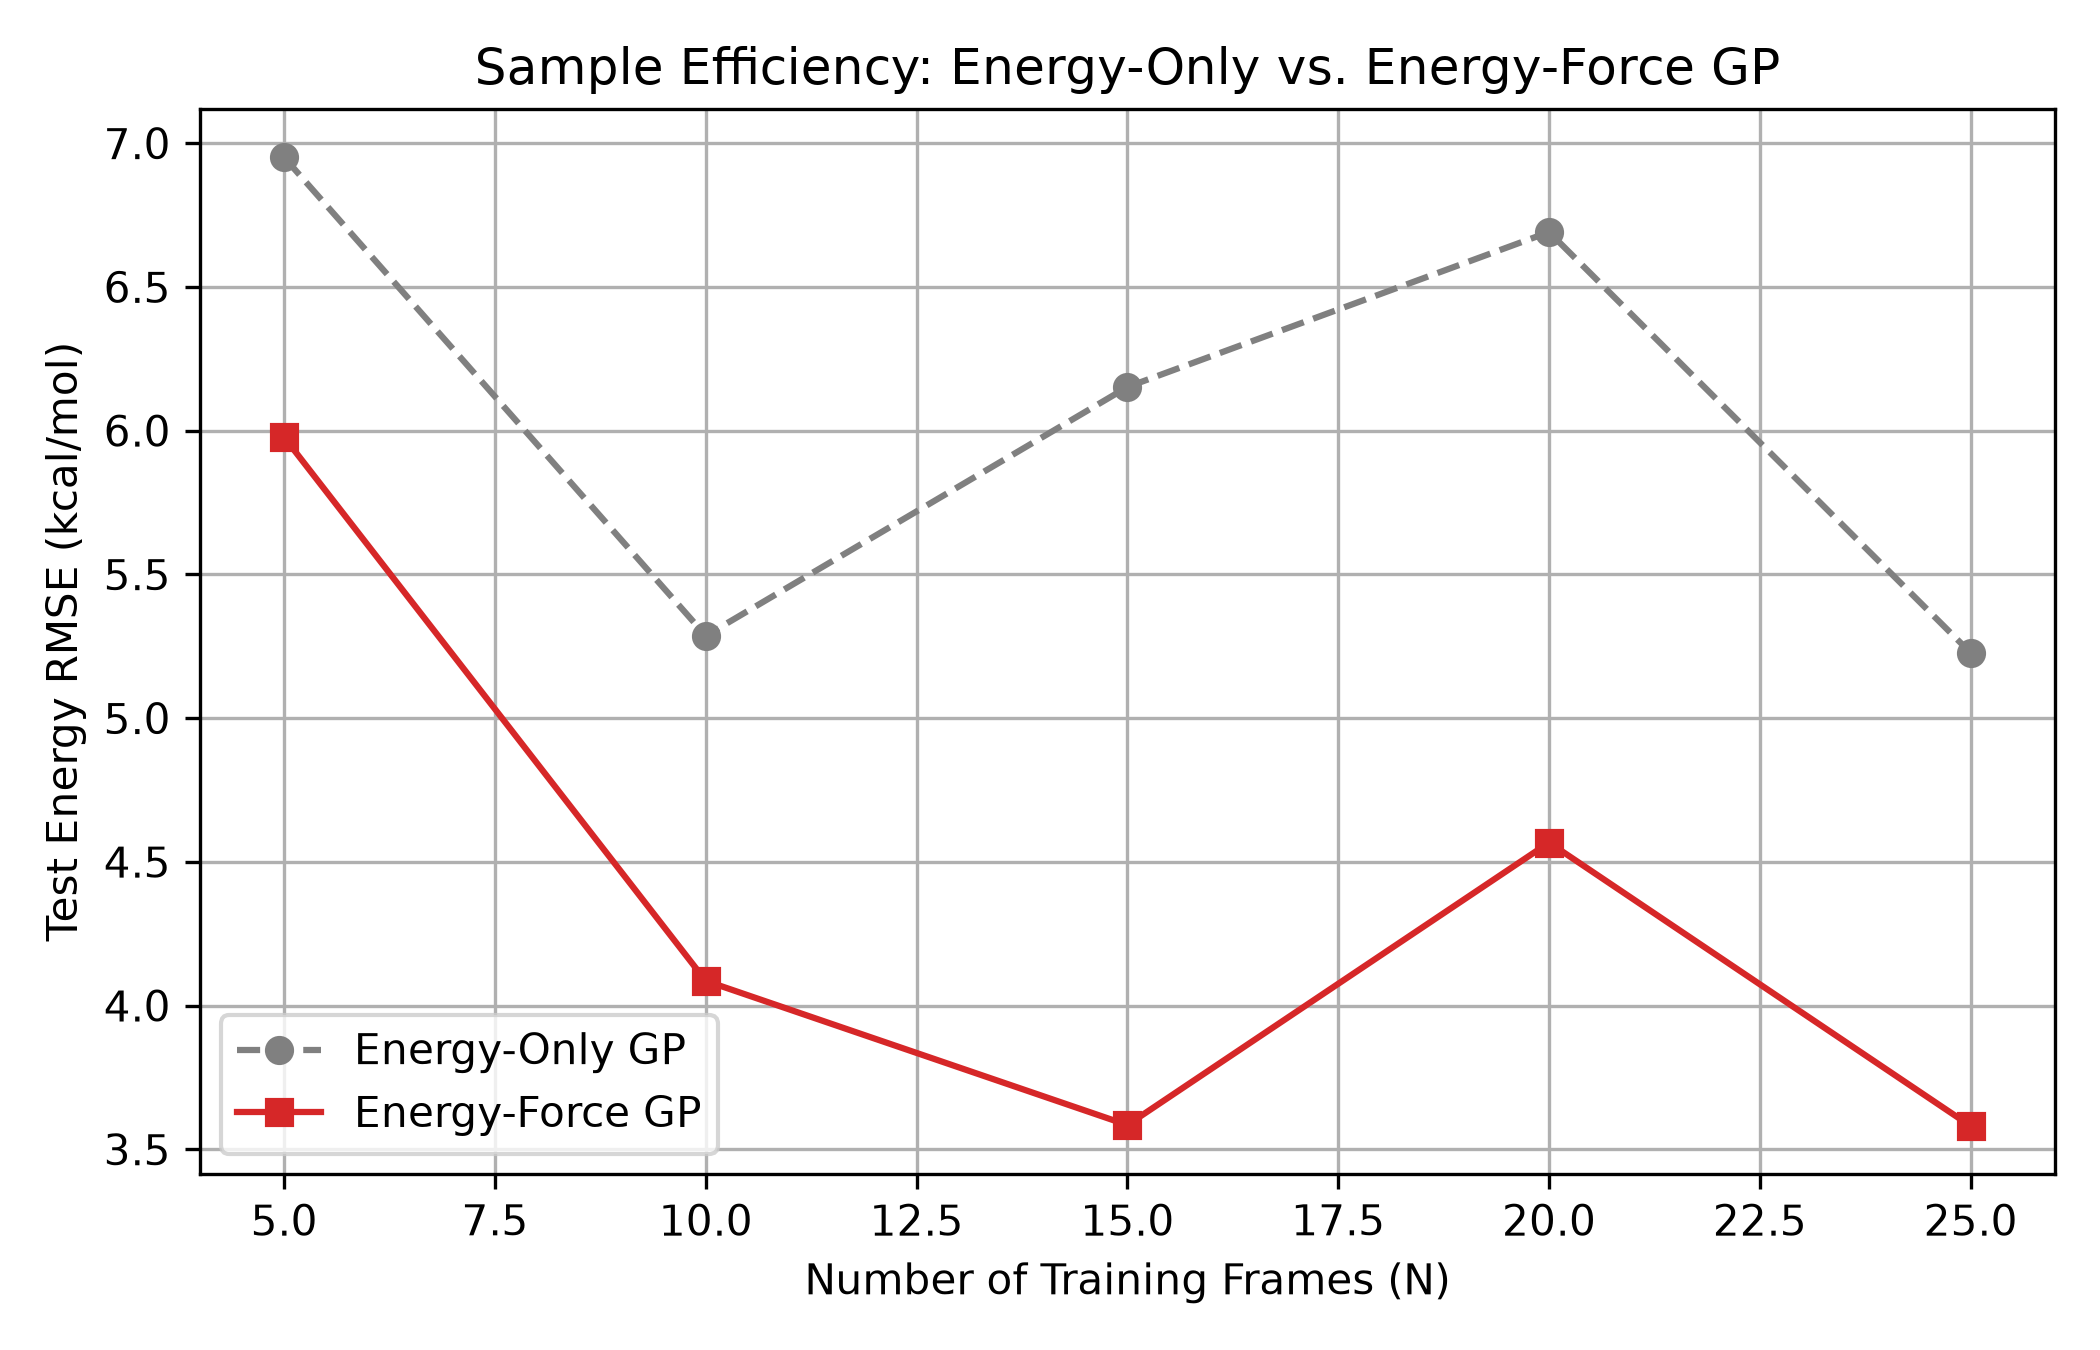 Sample Efficiency: Energy-Only vs. Energy-Force GP
Test Energy RMSE (kcal/mol)
7.0
6.5
6.0
5.5
5.0
4.5
4.0
3.5
Energy-Only GP
Energy-Force GP
5.0 7.5 10.0 12.5 15.0 17.5 20.0 22.5 25.0
Number of Training Frames (N)